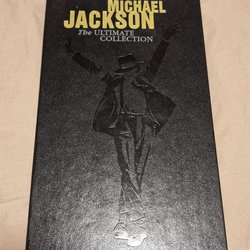 MICHAEL
JACKSON
The ULTIMATE
COLLECTION